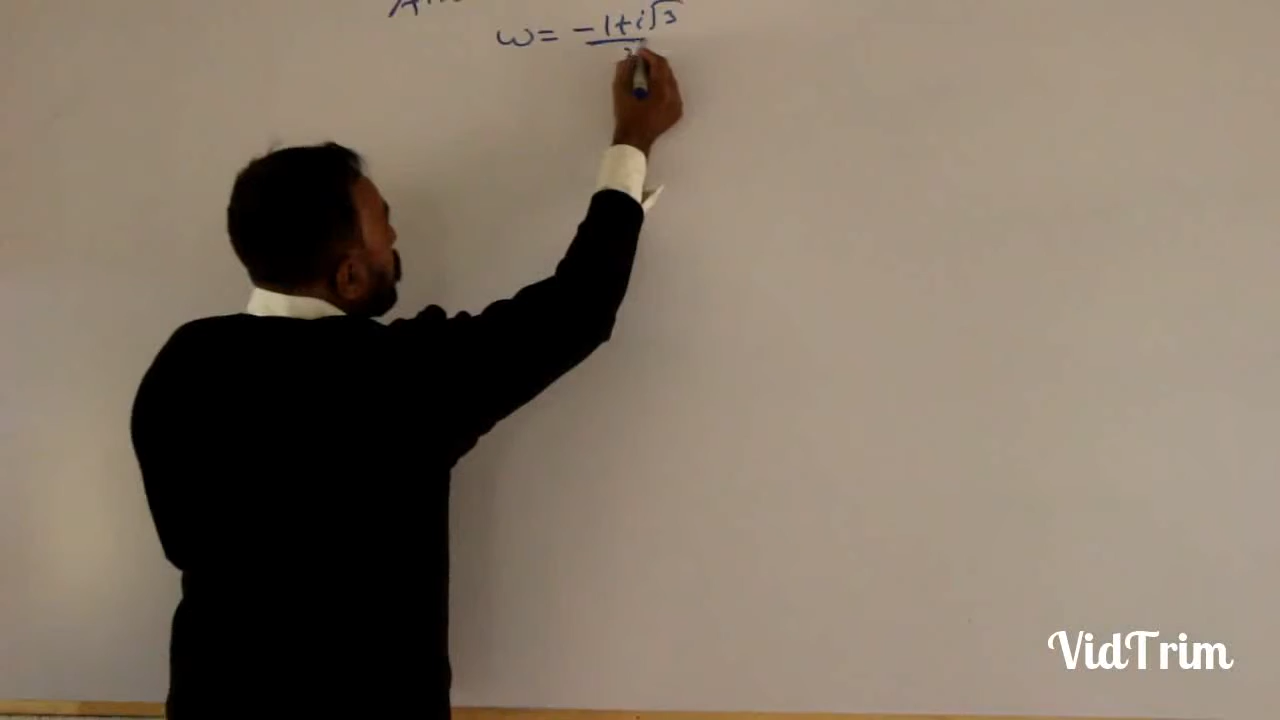 ω = -1+i√3
2
VidTrim